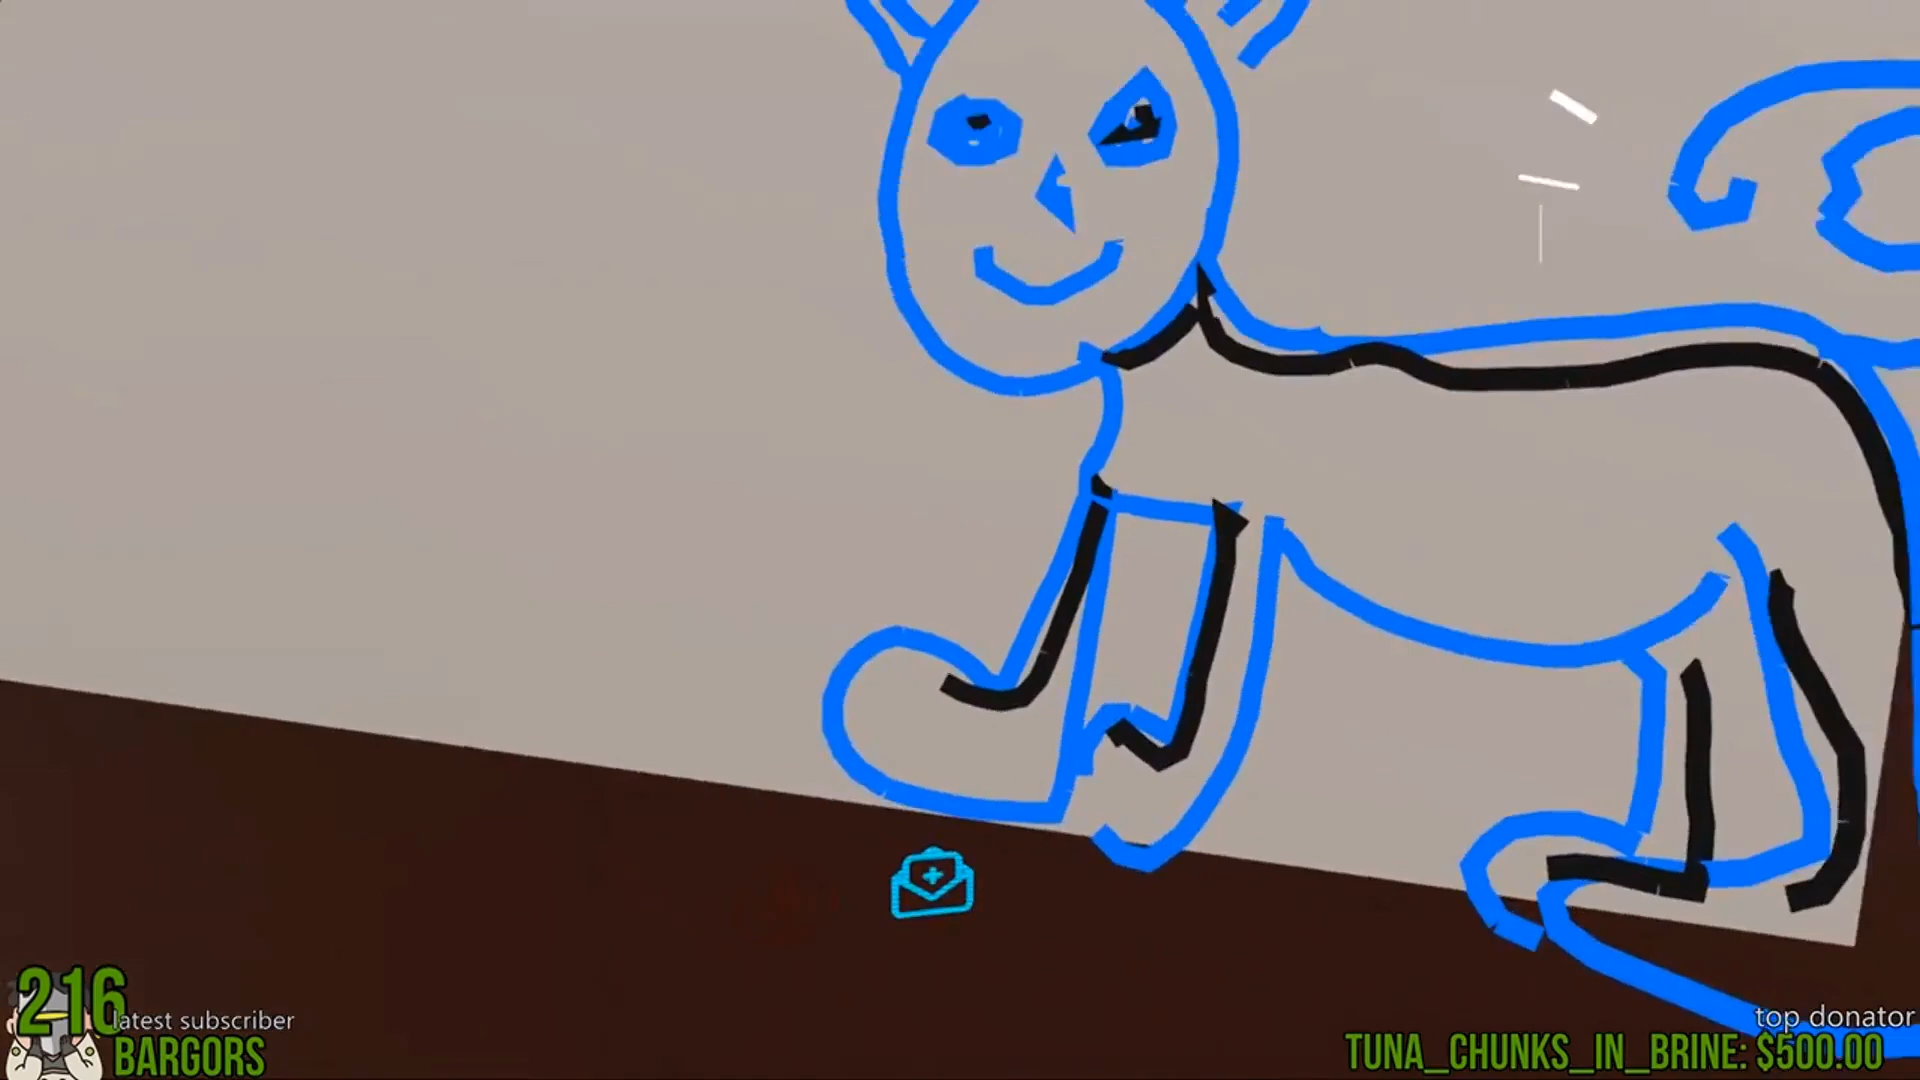 216
latest subscriber
BARGORS
top donator
TUNA_CHUNKS_IN_BRINE: $500.00